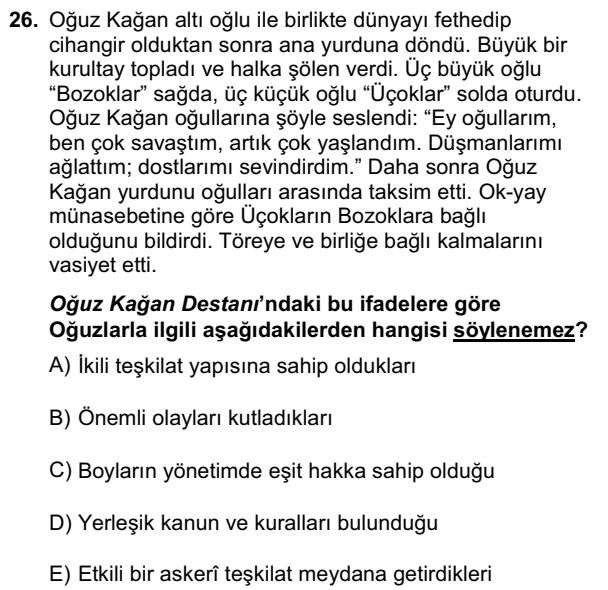 26. Oğuz Kağan altı oğlu ile birlikte dünyayı fethedip
cihangir olduktan sonra ana yurduna döndü. Büyük bir
kurultay topladı ve halka şölen verdi. Üç büyük oğlu
“Bozoklar” sağda, üç küçük oğlu “Üçoklar” solda oturdu.
Oğuz Kağan oğullarına şöyle seslendi: “Ey oğullarım,
ben çok savaştım, artık çok yaşlandım. Düşmanlarımı
ağlattım; dostlarımı sevindirdim.” Daha sonra Oğuz
Kağan yurdunu oğulları arasında taksim etti. Ok-yay
münasebetine göre Üçokların Bozoklara bağlı
olduğunu bildirdi. Töreye ve birliğe bağlı kalmalarını
vasiyet etti.
Oğuz Kağan Destanı’ndaki bu ifadelere göre
Oğuzlarla ilgili aşağıdakilerden hangisi söylenemez?
A) İkili teşkilat yapısına sahip oldukları
B) Önemli olayları kutladıkları
C) Boyların yönetimde eşit hakka sahip olduğu
D) Yerleşik kanun ve kuralları bulunduğu
E) Etkili bir askerî teşkilat meydana getirdikleri